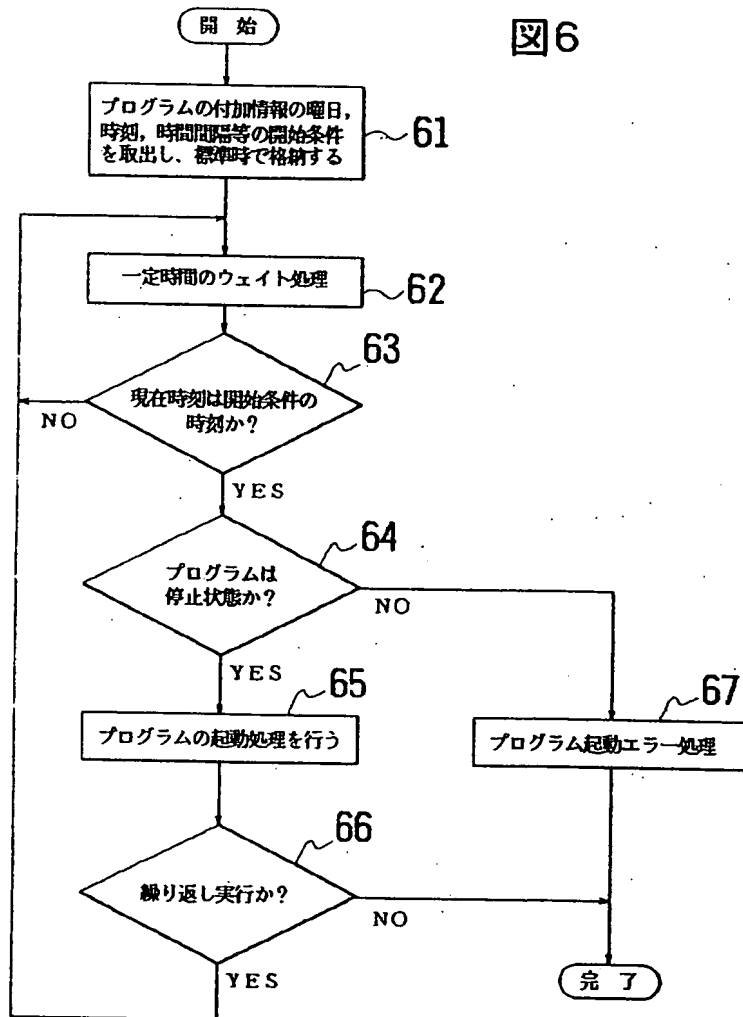 図6
開 始
プログラムの付加情報の曜日,
時刻,時間間隔等の開始条件
を取出し、標準時で格納する
61
一定時間のウェイト処理
62
63
現在時刻は開始条件の
時刻か?
NO
YES
64
プログラムは
停止状態か?
NO
YES
65
プログラムの起動処理を行う
67
プログラム起動エラー処理
66
繰り返し実行か?
NO
YES
完 了